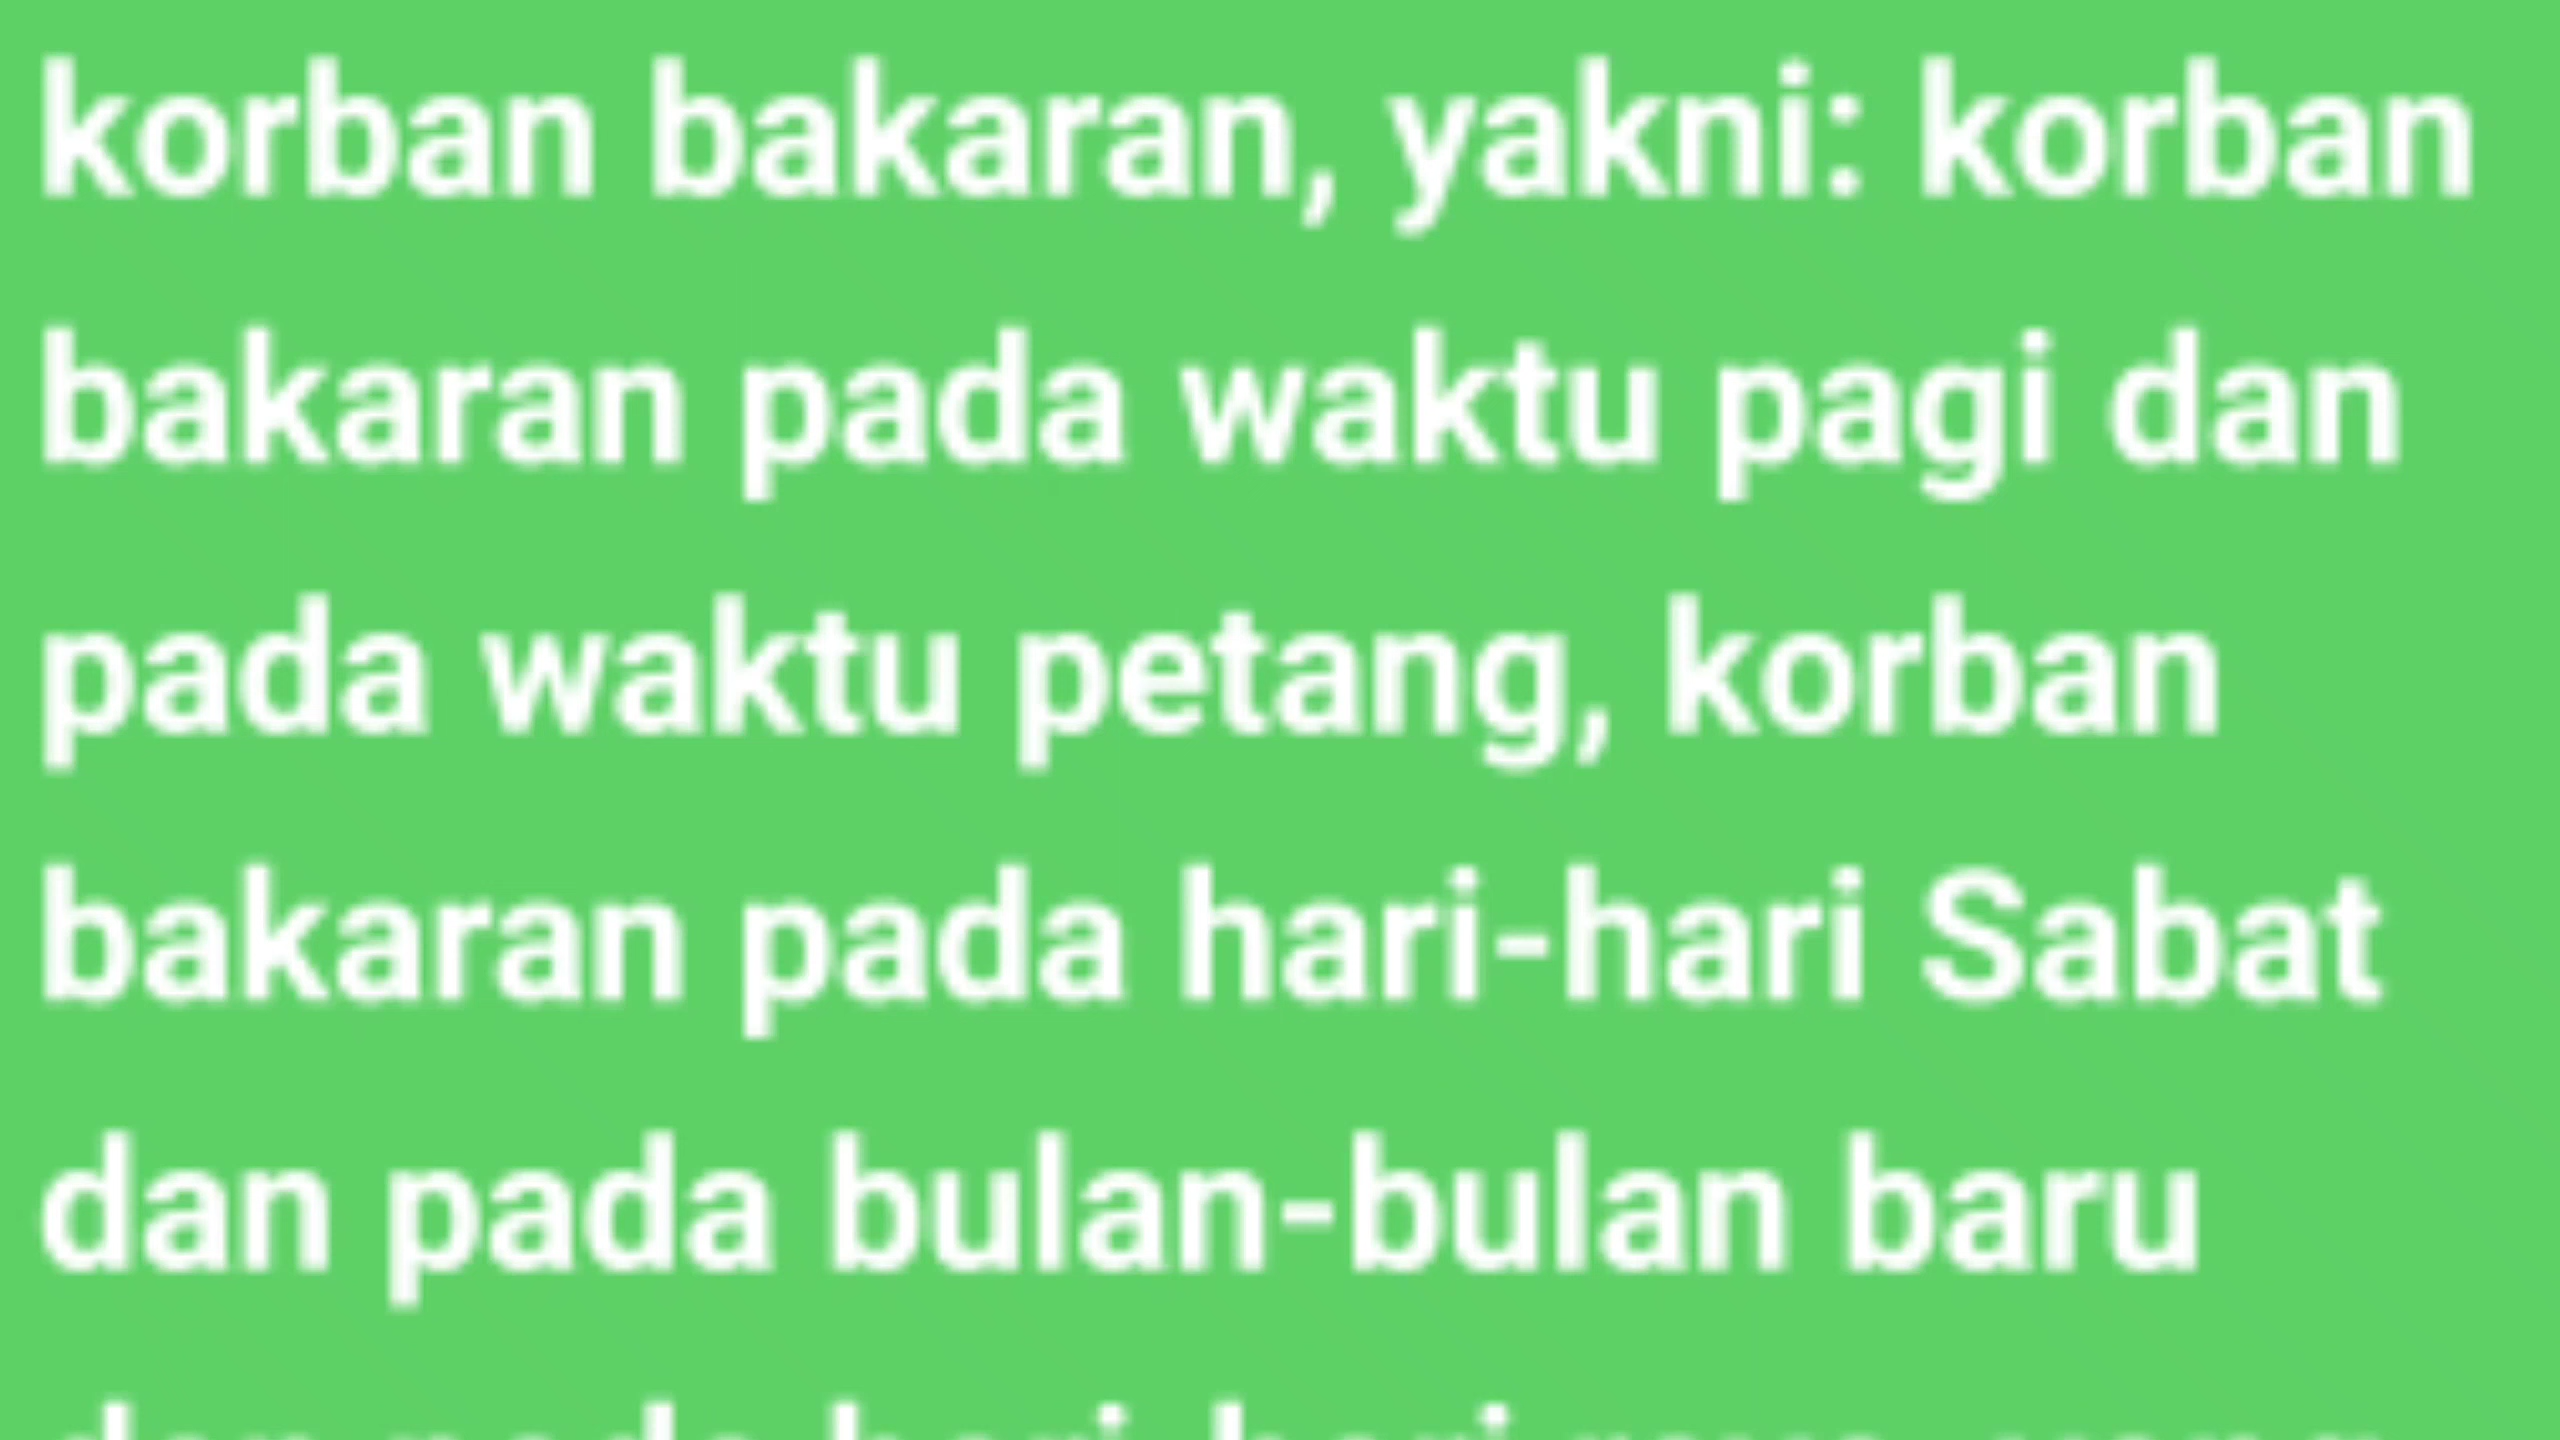 korban bakaran, yakni: korban
bakaran pada waktu pagi dan
pada waktu petang, korban
bakaran pada hari-hari Sabat
dan pada bulan-bulan baru